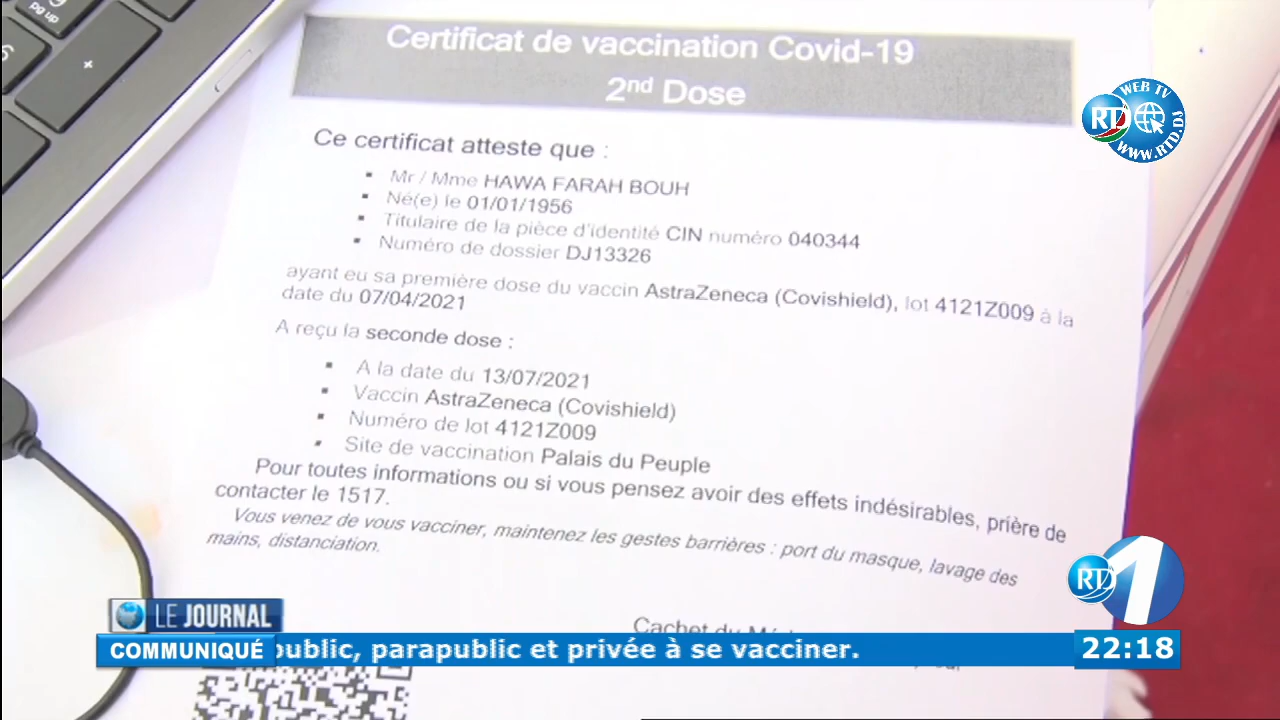 pg up
+
Certificat de vaccination Covid-19
2nd Dose
WEB TV
RTD
WWW.RTD.DJ
Ce certificat atteste que :
▪ Mr / Mme HAWA FARAH BOUH
▪ Né(e) le 01/01/1956
▪ Titulaire de la pièce d'identité CIN numéro 040344
▪ Numéro de dossier DJ13326
ayant eu sa première dose du vaccin AstraZeneca (Covishield), lot 4121Z009 à la
date du 07/04/2021
A reçu la seconde dose :
▪ A la date du 13/07/2021
▪ Vaccin AstraZeneca (Covishield)
▪ Numéro de lot 4121Z009
▪ Site de vaccination Palais du Peuple
Pour toutes informations ou si vous pensez avoir des effets indésirables, prière de
contacter le 1517.
Vous venez de vous vacciner, maintenez les gestes barrières : port du masque, lavage des
mains, distanciation.
RTD 1
LE JOURNAL
Cachet du
COMMUNIQUÉ public, parapublic et privée à se vacciner. 22:18